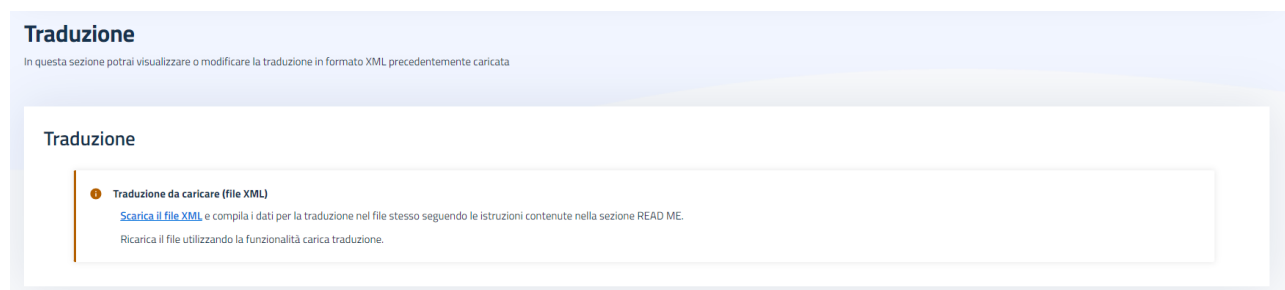 Traduzione
In questa sezione potrai visualizzare o modificare la traduzione in formato XML precedentemente caricata
Traduzione
Traduzione da caricare (file XML)
Scarica il file XML e compila i dati per la traduzione nel file stesso seguendo le istruzioni contenute nella sezione READ ME.
Ricarica il file utilizzando la funzionalità carica traduzione.